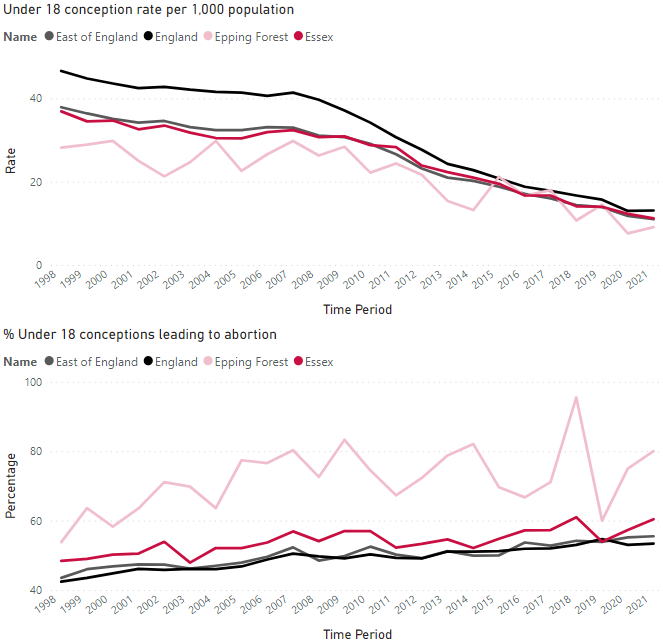 Under 18 conception rate per 1,000 population
Name East of England England Epping Forest Essex
40
20
0
Rate
1998 1999 2000 2001 2002 2003 2004 2005 2006 2007 2008 2009 2010 2011 2012 2013 2014 2015 2016 2017 2018 2019 2020 2021
Time Period
% Under 18 conceptions leading to abortion
Name East of England England Epping Forest Essex
100
80
60
40
Percentage
1998 1999 2000 2001 2002 2003 2004 2005 2006 2007 2008 2009 2010 2011 2012 2013 2014 2015 2016 2017 2018 2019 2020 2021
Time Period